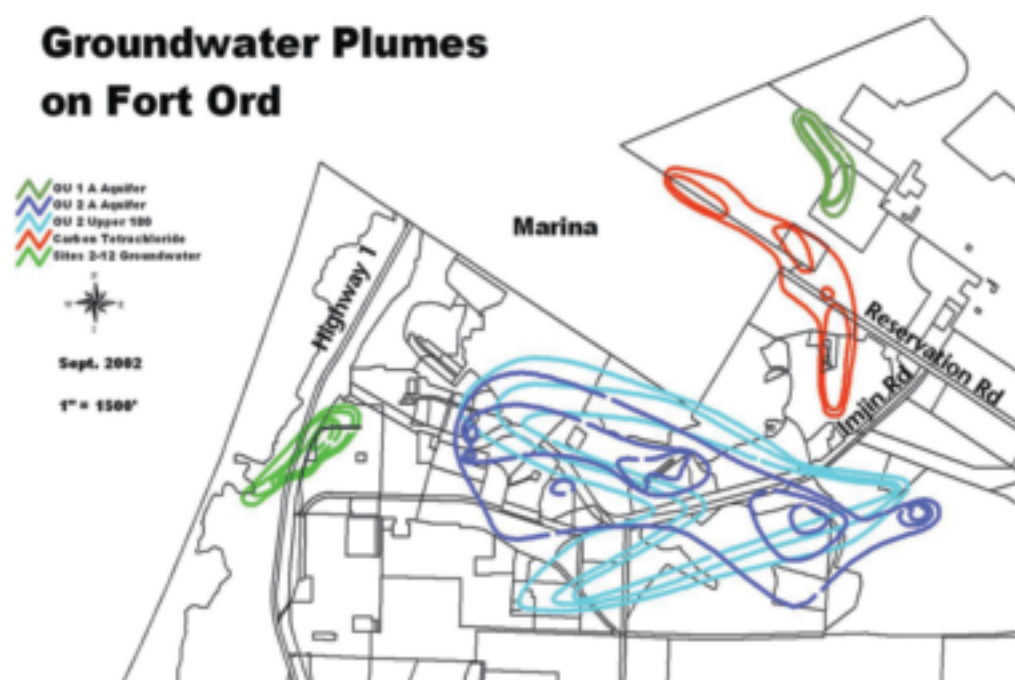 Groundwater Plumes
on Fort Ord
OU 1 A Aquifer
OU 2 A Aquifer
OU 2 Upper 180
Carbon Tetrachloride
Sites 2-12 Groundwater
Sept. 2002
1" = 1500'
Marina
Highway 1
Reservation Rd
Imjin Rd